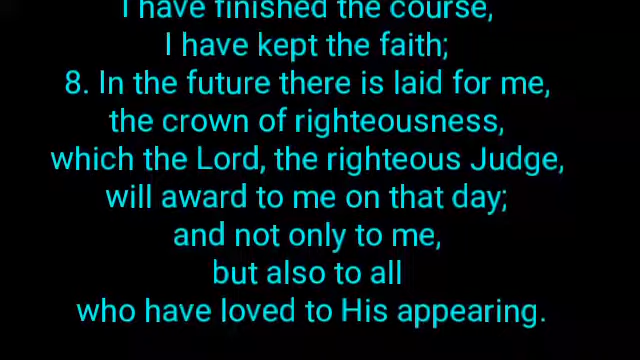 I have finished the course,
I have kept the faith;
8. In the future there is laid for me,
the crown of righteousness,
which the Lord, the righteous Judge,
will award to me on that day;
and not only to me,
but also to all
who have loved to His appearing.